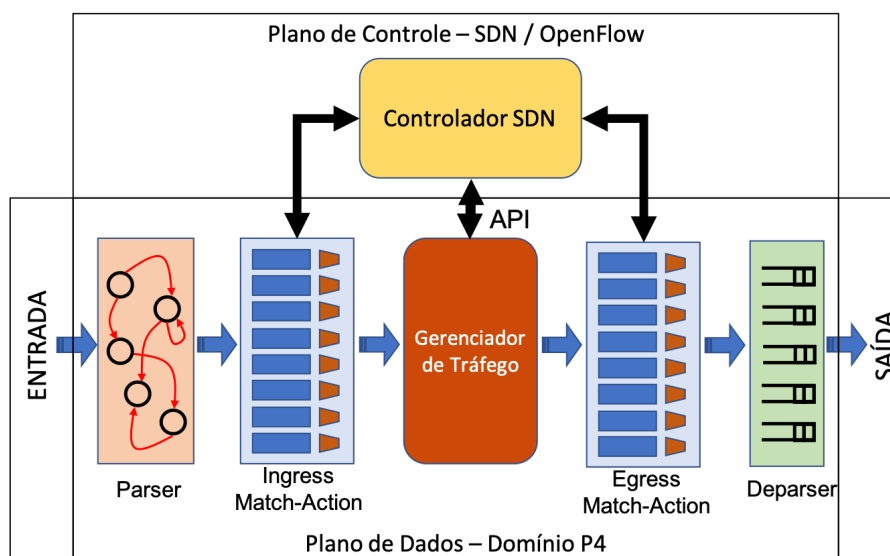 Plano de Controle – SDN / OpenFlow
Controlador SDN
API
ENTRADA
Gerenciador
de Tráfego
SAÍDA
Parser
Ingress
Match-Action
Egress
Match-Action
Deparser
Plano de Dados – Domínio P4